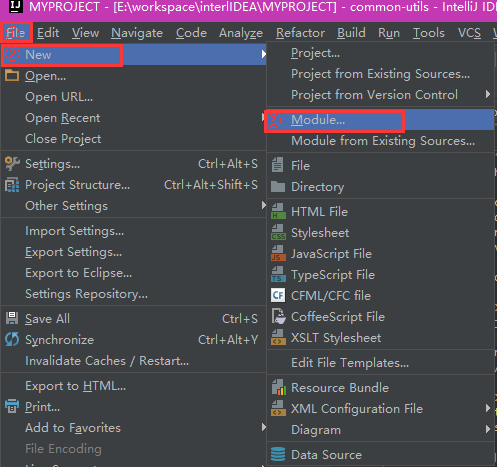 MYPROJECT - [E:\workspace\interlIDEA\MYPROJECT] - common-utils - IntelliJ IDE
File Edit View Navigate Code Analyze Refactor Build Run Tools VCS
New
Open...
Open URL...
Open Recent
Close Project
Settings... Ctrl+Alt+S
Project Structure... Ctrl+Alt+Shift+S
Other Settings
Import Settings...
Export Settings...
Export to Eclipse...
Settings Repository...
Save All Ctrl+S
Synchronize Ctrl+Alt+Y
Invalidate Caches / Restart...
Export to HTML...
Print...
Add to Favorites
File Encoding
Project...
Project from Existing Sources...
Project from Version Control
Module...
Module from Existing Sources...
File
Directory
HTML File
Stylesheet
JavaScript File
TypeScript File
CFML/CFC file
CoffeeScript File
XSLT Stylesheet
Edit File Templates...
Resource Bundle
XML Configuration File
Diagram
Data Source